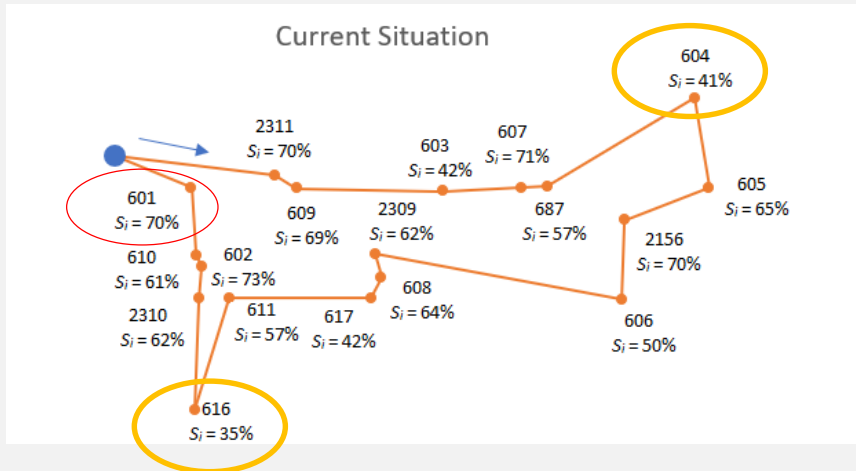 Current Situation
604
Si = 41%
2311
Si = 70%
603
Si = 42%
607
Si = 71%
601
Si = 70%
609
Si = 69%
2309
Si = 62%
687
Si = 57%
605
Si = 65%
2156
Si = 70%
610
Si = 61%
602
Si = 73%
608
Si = 64%
2310
Si = 62%
611
Si = 57%
617
Si = 42%
606
Si = 50%
616
Si = 35%